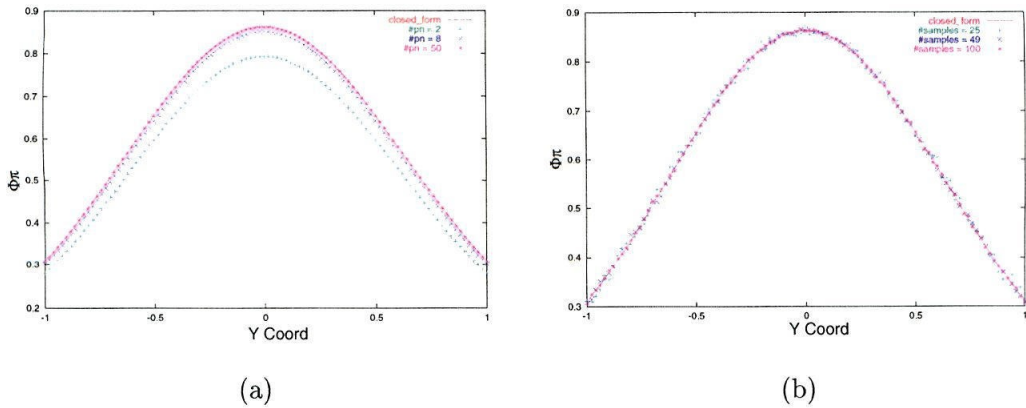 0.9
0.8
0.7
0.6
0.5
0.4
0.3
0.2
Φπ
-1
-0.5
0
0.5
1
Y Coord
closed_form
#pn = 2
#pn = 8
#pn = 50
(a)
0.9
0.8
0.7
0.6
0.5
0.4
0.3
Φπ
-1
-0.5
0
0.5
1
Y Coord
closed_form
#samples = 25
#samples = 49
#samples = 100
(b)